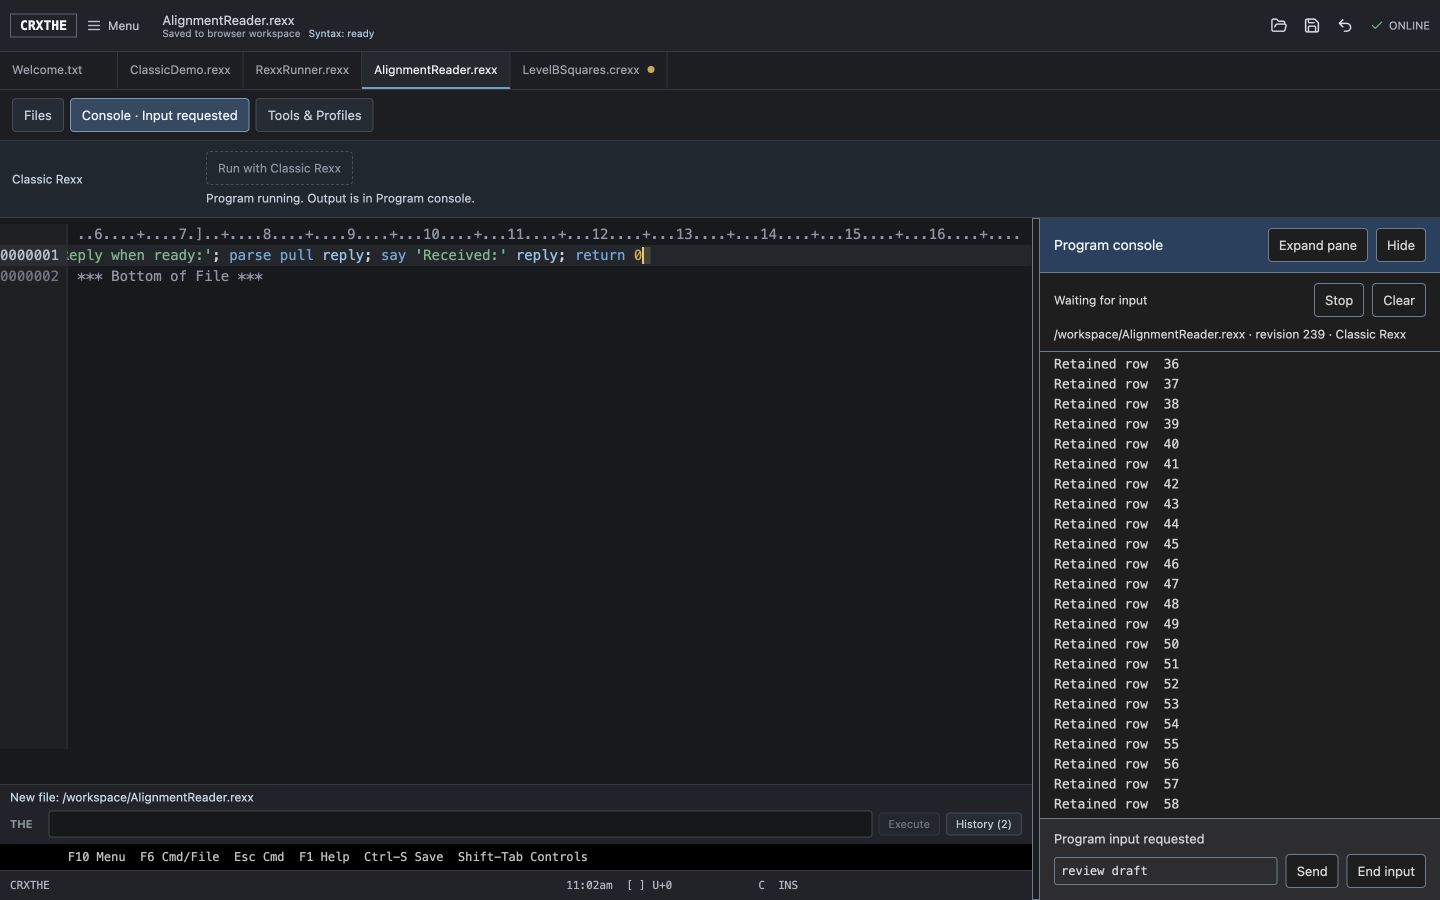 CRXTHE
Menu
AlignmentReader.rexx
Saved to browser workspace Syntax: ready
ONLINE
Welcome.txt
ClassicDemo.rexx
RexxRunner.rexx
AlignmentReader.rexx
LevelBSquares.crexx
Files
Console · Input requested
Tools & Profiles
Classic Rexx
Run with Classic Rexx
Program running. Output is in Program console.
..6....+....7.]..+....8....+....9....+...10....+...11....+...12....+...13....+...14....+...15....+...16....+....
0000001 eply when ready:'; parse pull reply; say 'Received:' reply; return 0
0000002 *** Bottom of File ***
New file: /workspace/AlignmentReader.rexx
THE
Execute
History (2)
F10 Menu F6 Cmd/File Esc Cmd F1 Help Ctrl-S Save Shift-Tab Controls
CRXTHE 11:02am [ ] U+0 C INS
Program console
Expand pane
Hide
Waiting for input
Stop
Clear
/workspace/AlignmentReader.rexx · revision 239 · Classic Rexx
Retained row 36
Retained row 37
Retained row 38
Retained row 39
Retained row 40
Retained row 41
Retained row 42
Retained row 43
Retained row 44
Retained row 45
Retained row 46
Retained row 47
Retained row 48
Retained row 49
Retained row 50
Retained row 51
Retained row 52
Retained row 53
Retained row 54
Retained row 55
Retained row 56
Retained row 57
Retained row 58
Program input requested
review draft
Send
End input